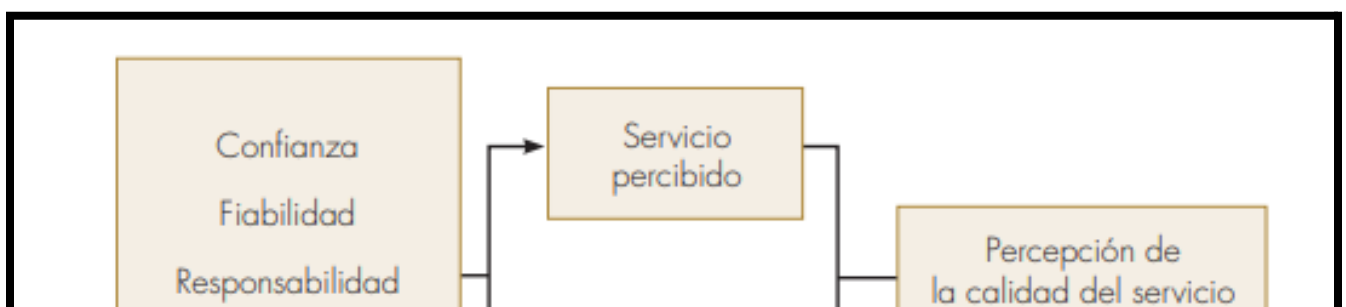 Confianza
Fiabilidad
Responsabilidad
Servicio
percibido
Percepción de
la calidad del servicio